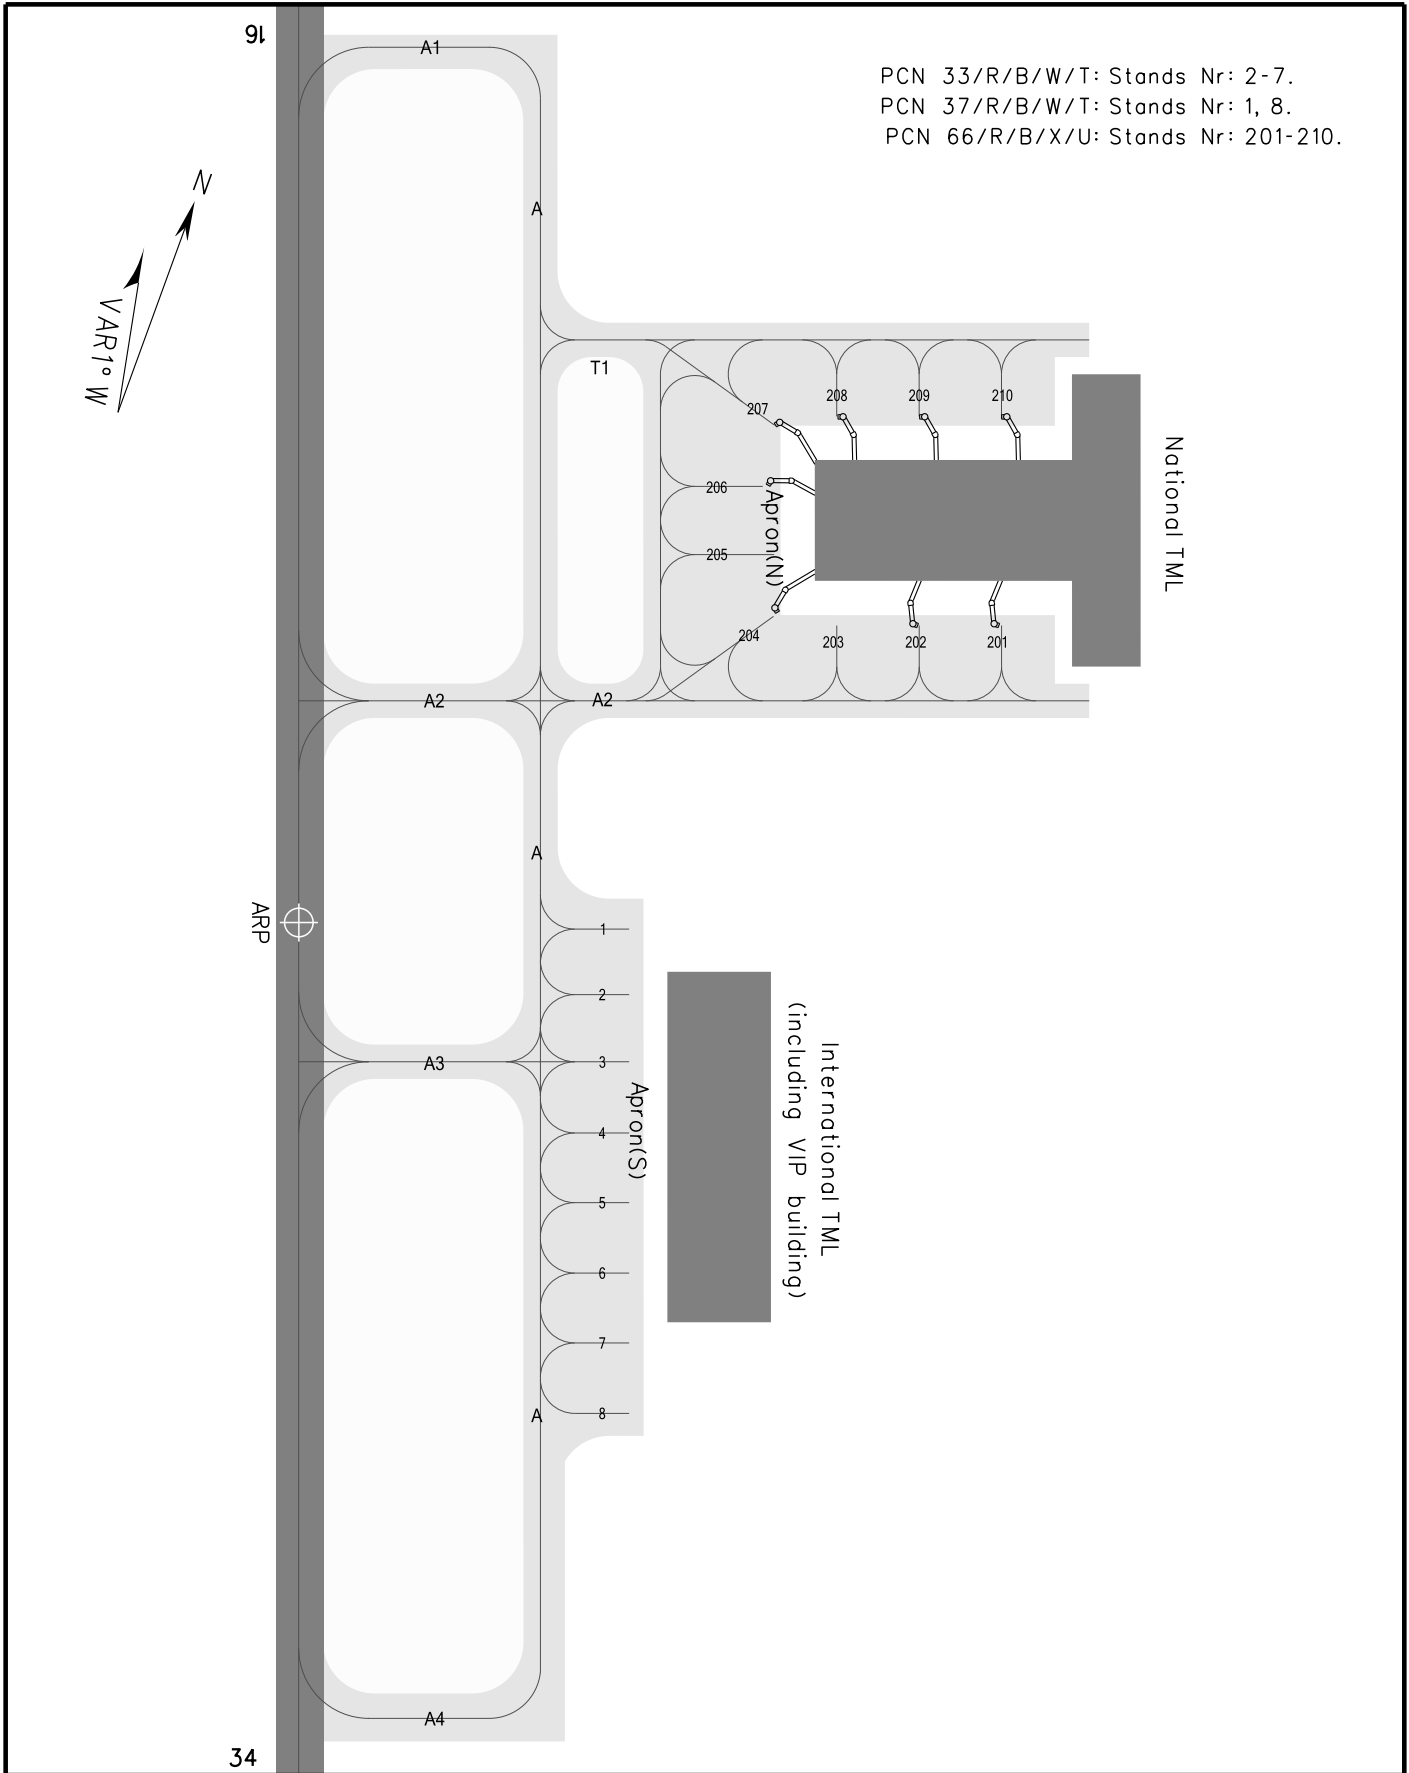 16
A1
PCN 33/R/B/W/T: Stands Nr: 2-7.
PCN 37/R/B/W/T: Stands Nr: 1, 8.
PCN 66/R/B/X/U: Stands Nr: 201-210.
N
VAR1° W
A
T1
207
208
209
210
National TML
206
Apron(N)
205
204
203
202
201
A2
A2
A
ARP
1
2
3
A3
4
5
6
7
8
Apron(S)
International TML
(including VIP building)
A
A4
34